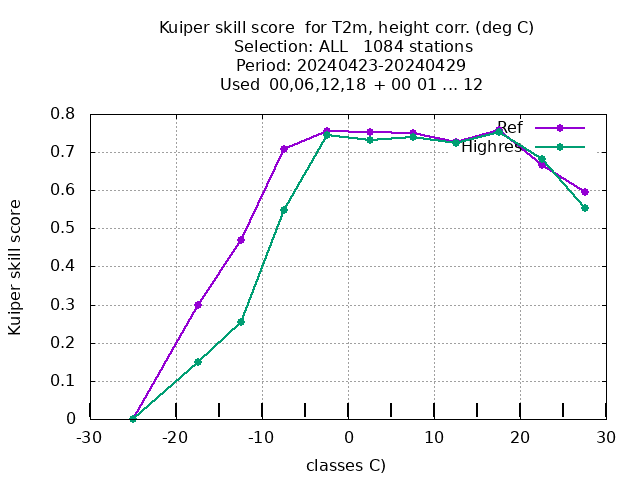 Kuiper skill score  for T2m, height corr. (deg C)
Selection: ALL   1084 stations
Period: 20240423-20240429
Used  00,06,12,18  + 00 01 ... 12
Ref
Highres
0.8
0.7
0.6
0.5
0.4
0.3
0.2
0.1
0
Kuiper skill score
-30 -20 -10 0 10 20 30
classes C)